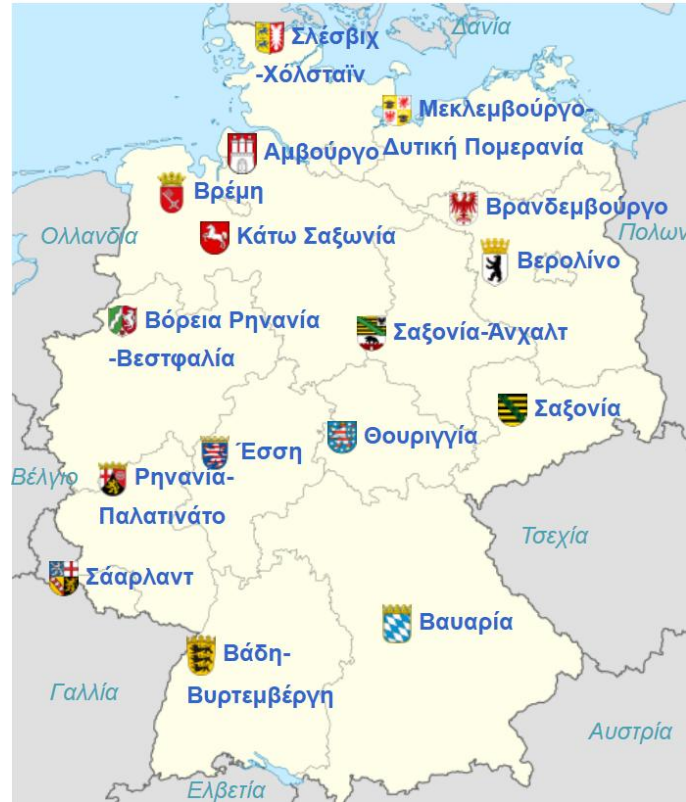 Δανία
Σλέσβιχ
-Χόλσταϊν
Μεκλεμβούργο-
Δυτική Πομερανία
Αμβούργο
Βρέμη
Βρανδεμβούργο
Ολλανδία
Κάτω Σαξωνία
Πολων
Βερολίνο
Βόρεια Ρηνανία
-Βεστφαλία
Σαξονία-Άνχαλτ
Σαξονία
Θουριγγία
Έσση
Βέλγιο
Ρηνανία-
Παλατινάτο
Τσεχία
Σάαρλαντ
Βαυαρία
Βάδη-
Βυρτεμβέργη
Γαλλία
Αυστρία
Ελβετία